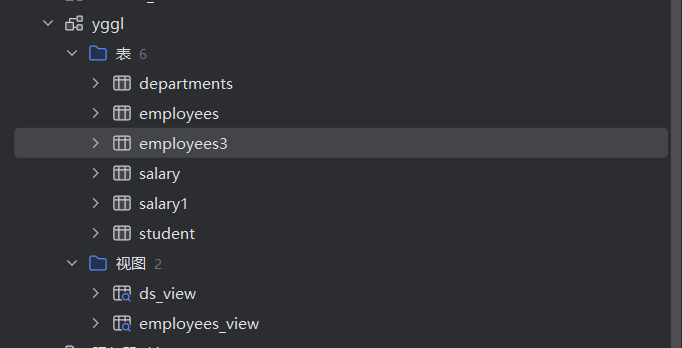 yggl
表 6
departments
employees
employees3
salary
salary1
student
视图 2
ds_view
employees_view